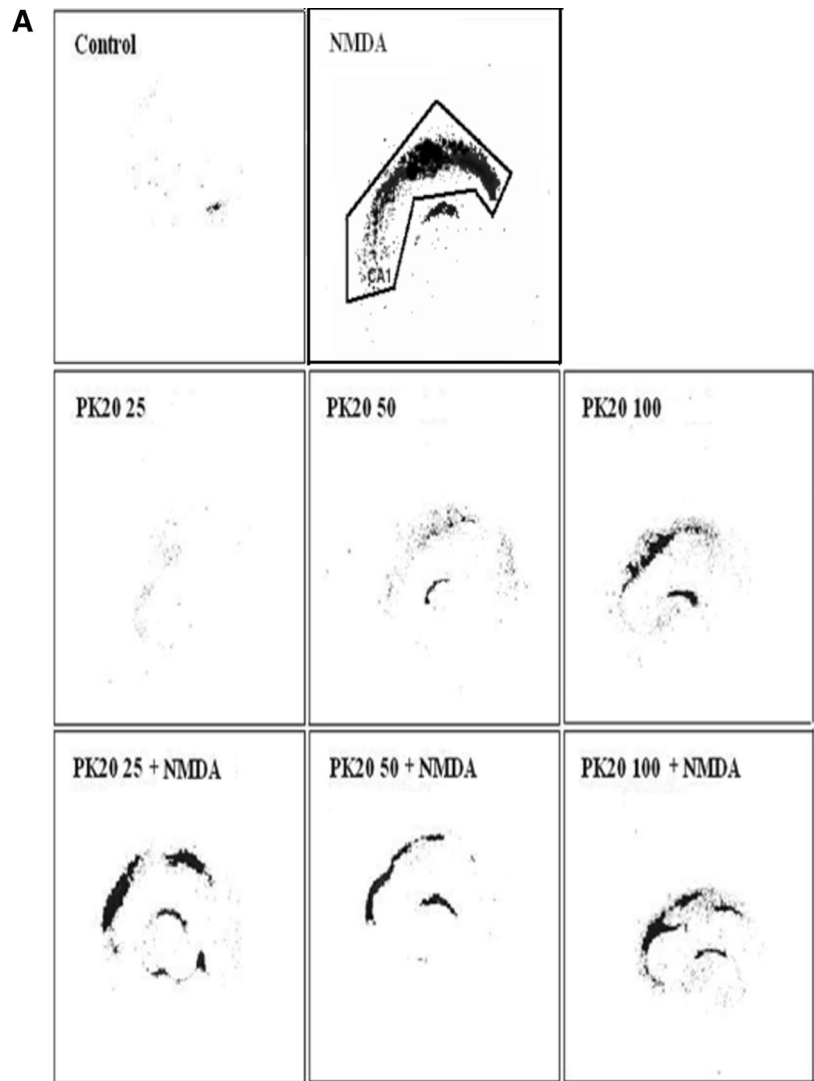 A
Control
NMDA
CA1
PK20 25
PK20 50
PK20 100
PK20 25 + NMDA
PK20 50 + NMDA
PK20 100 + NMDA